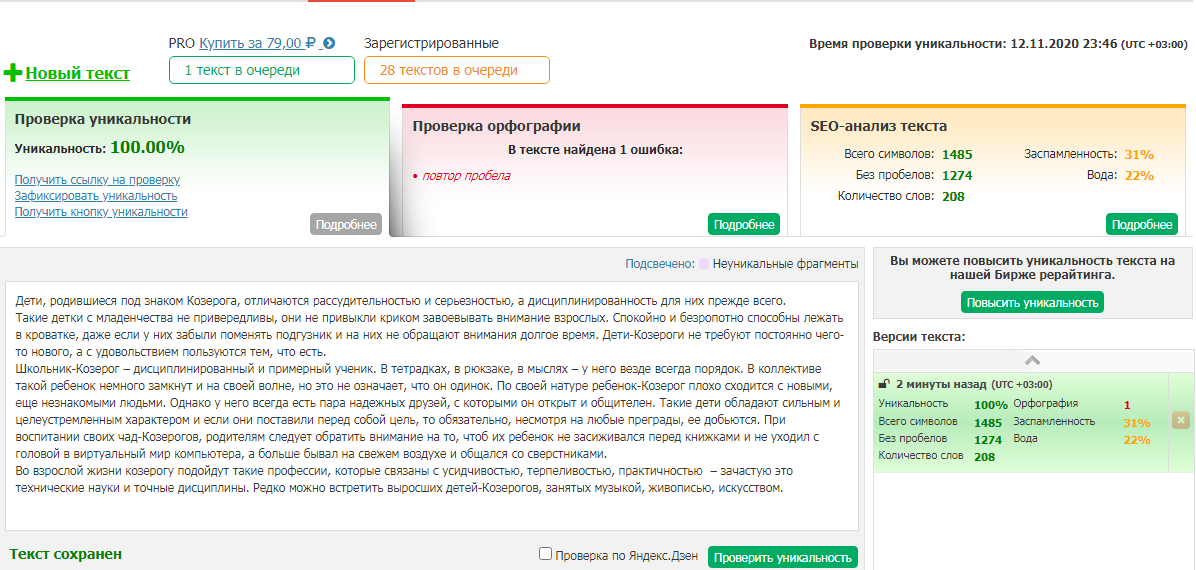 PRO Купить за 79,00 ₽
Зарегистрированные
Время проверки уникальности: 12.11.2020 23:46 (UTC +03:00)
Новый текст
1 текст в очереди
28 текстов в очереди
Проверка уникальности
Уникальность: 100.00%
Получить ссылку на проверку
Зафиксировать уникальность
Получить кнопку уникальности
Подробнее
Проверка орфографии
В тексте найдена 1 ошибка:
• повтор пробела
Подробнее
SEO-анализ текста
Всего символов: 1485
Заспамленность: 31%
Без пробелов: 1274
Вода: 22%
Количество слов: 208
Подробнее
Подсвечено: Неуникальные фрагменты
Дети, родившиеся под знаком Козерога, отличаются рассудительностью и серьезностью, а дисциплинированность для них прежде всего.
Такие детки с младенчества не привередливы, они не привыкли криком завоевывать внимание взрослых. Спокойно и безропотно способны лежать
в кроватке, даже если у них забыли поменять подгузник и на них не обращают внимания долгое время. Дети-Козероги не требуют постоянно чего-
то нового, а с удовольствием пользуются тем, что есть.
Школьник-Козерог – дисциплинированный и примерный ученик. В тетрадках, в рюкзаке, в мыслях – у него везде всегда порядок. В коллективе
такой ребенок немного замкнут и на своей волне, но это не означает, что он одинок. По своей натуре ребенок-Козерог плохо сходится с новыми,
еще незнакомыми людьми. Однако у него всегда есть пара надежных друзей, с которыми он открыт и общителен. Такие дети обладают сильным и
целеустремленным характером и если они поставили перед собой цель, то обязательно, несмотря на любые преграды, ее добьются. При
воспитании своих чад-Козерогов, родителям следует обратить внимание на то, чтоб их ребенок не засиживался перед книжками и не уходил с
головой в виртуальный мир компьютера, а больше бывал на свежем воздухе и общался со сверстниками.
Во взрослой жизни козерогу подойдут такие профессии, которые связаны с усидчивостью, терпеливостью, практичностью  – зачастую это
технические науки и точные дисциплины. Редко можно встретить выросших детей-Козерогов, занятых музыкой, живописью, искусством.
Текст сохранен
Проверка по Яндекс.Дзен
Проверить уникальность
Вы можете повысить уникальность текста на
нашей Бирже рерайтинга.
Повысить уникальность
Версии текста:
2 минуты назад (UTC +03:00)
Уникальность 100% Орфография 1
Всего символов 1485 Заспамленность 31%
Без пробелов 1274 Вода 22%
Количество слов 208